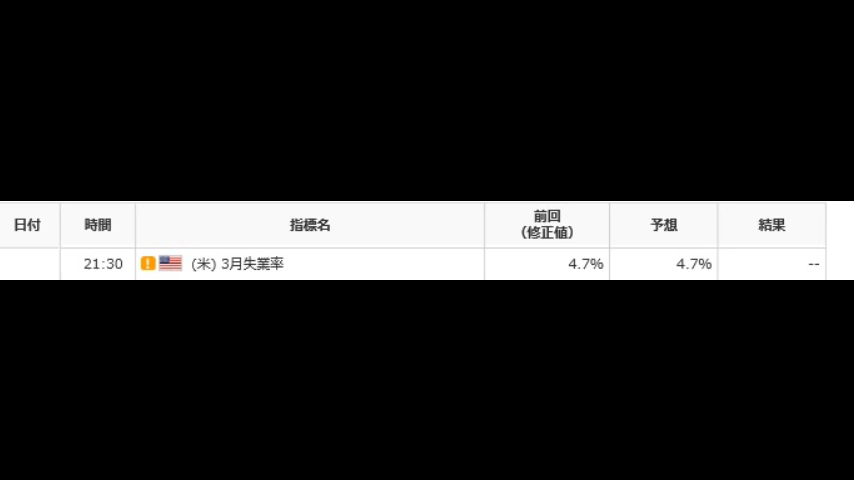 日付 時間 指標名 前回 (修正値) 予想 結果
21:30 (米) 3月失業率 4.7% 4.7% --